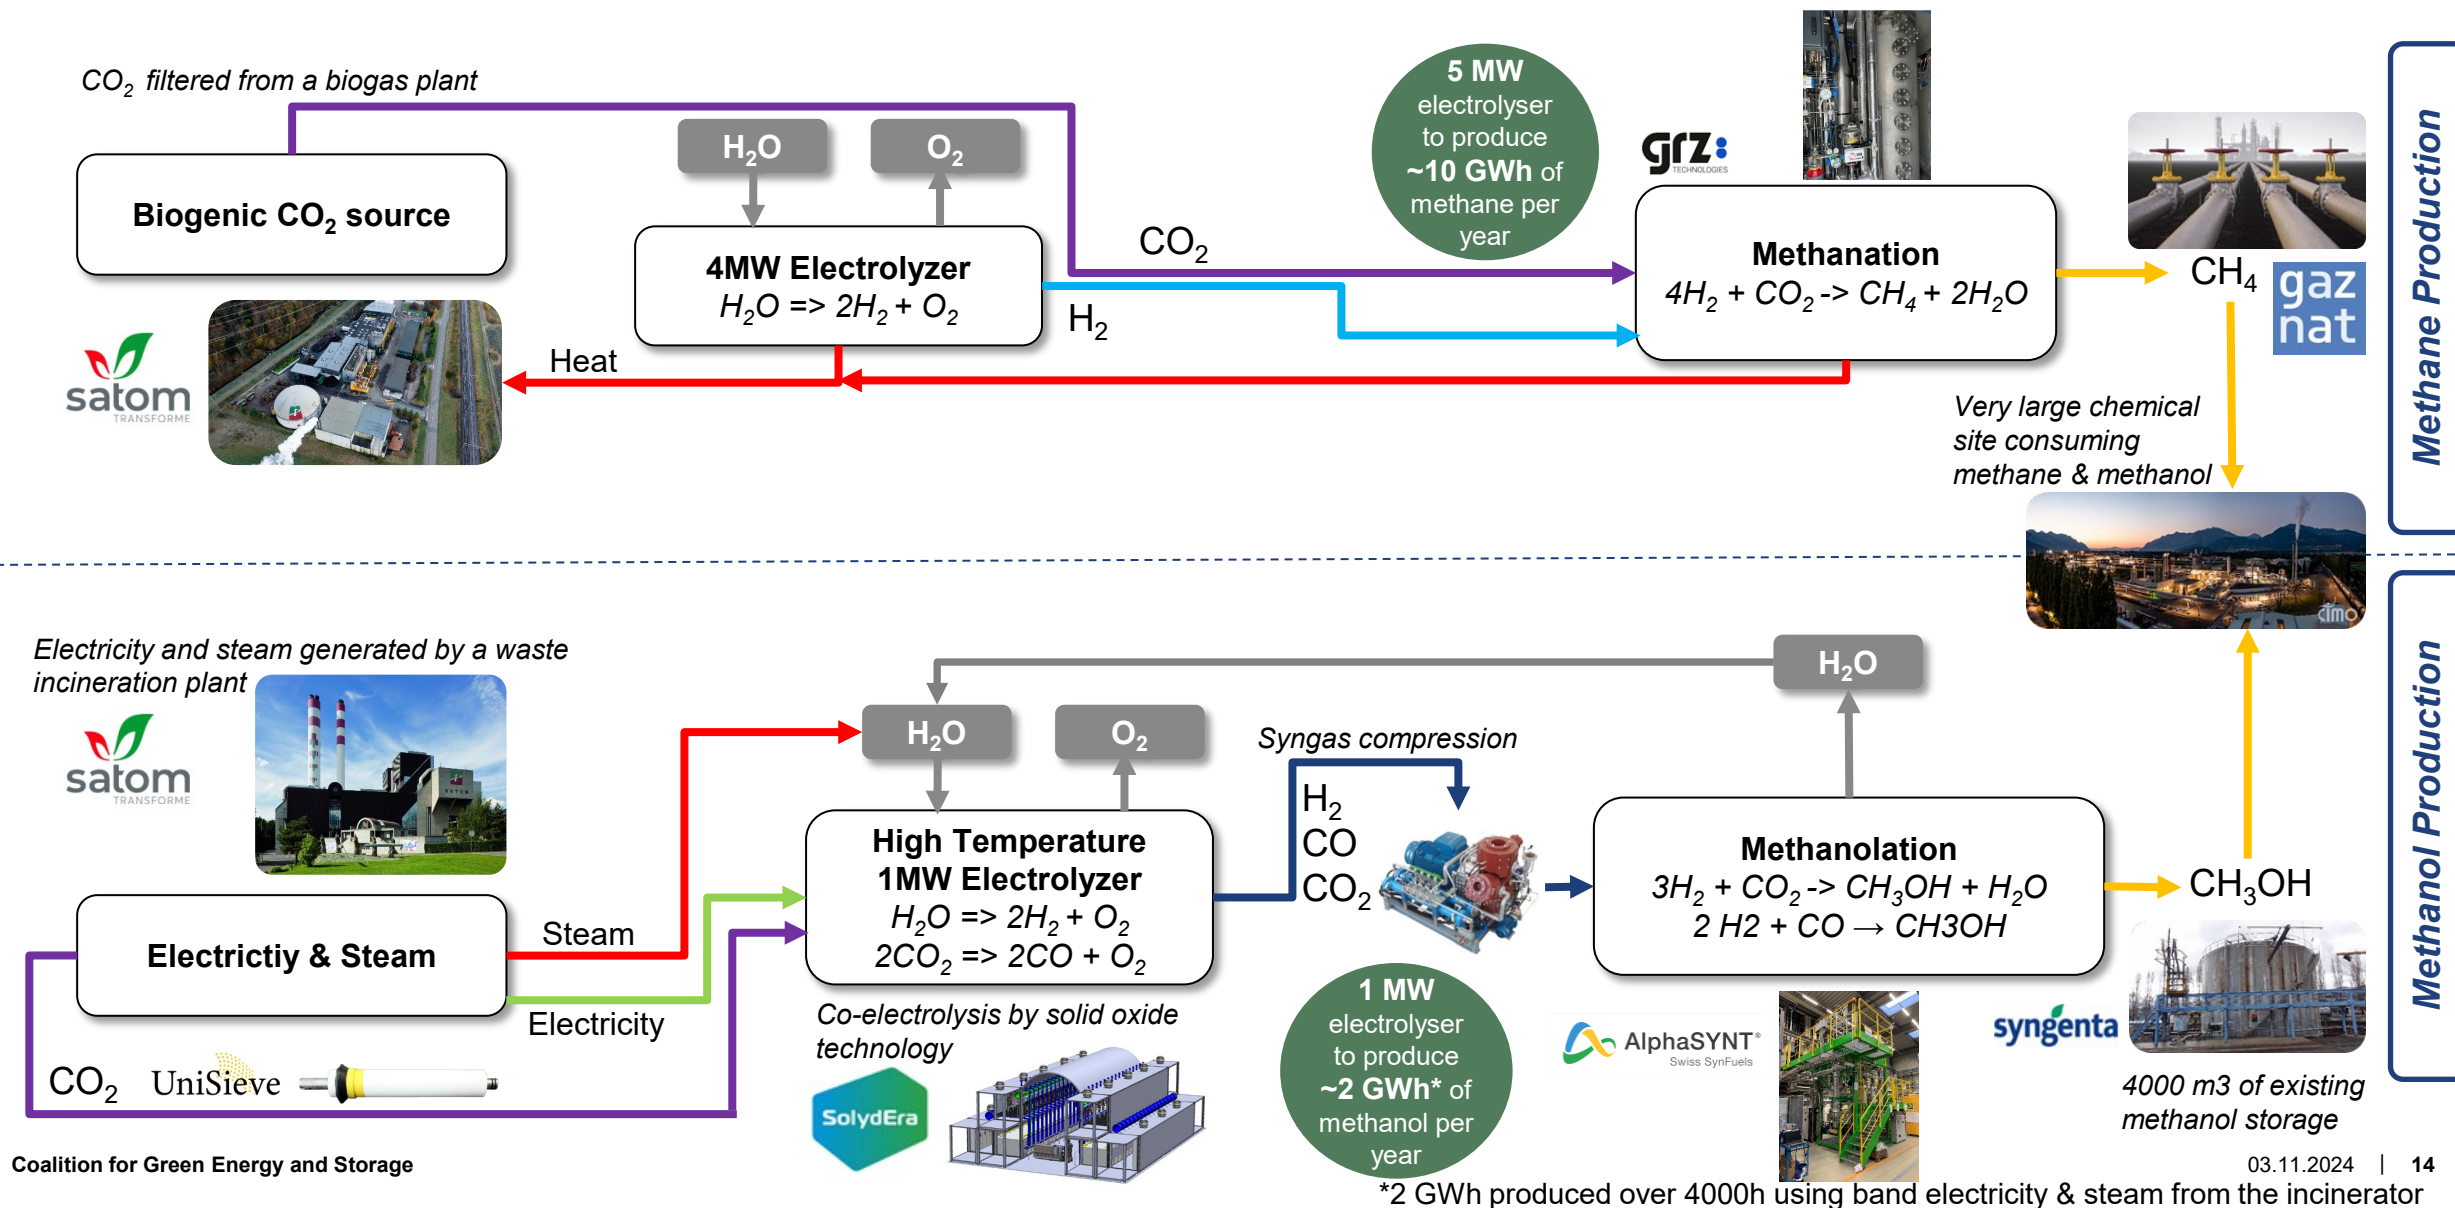 CO2 filtered from a biogas plant
Biogenic CO2 source
satom
TRANSFORME
H2O
O2
4MW Electrolyzer
H2O => 2H2 + O2
Heat
CO2
H2
5 MW
electrolyser
to produce
~10 GWh of
methane per
year
grz:
TECHNOLOGIES
Methanation
4H2 + CO2 -> CH4 + 2H2O
CH4
gaz
nat
Very large chemical
site consuming
methane & methanol
cimo
Methane Production
Electricity and steam generated by a waste
incineration plant
satom
TRANSFORME
SATOM
Electrictiy & Steam
Steam
Electricity
CO2
UniSieve
H2O
O2
High Temperature
1MW Electrolyzer
H2O => 2H2 + O2
2CO2 => 2CO + O2
Co-electrolysis by solid oxide
technology
SolydEra
Syngas compression
H2
CO
CO2
1 MW
electrolyser
to produce
~2 GWh* of
methanol per
year
H2O
Methanolation
3H2 + CO2 -> CH3OH + H2O
2 H2 + CO → CH3OH
AlphaSYNT®
Swiss SynFuels
syngenta
CH3OH
4000 m3 of existing
methanol storage
Methanol Production
Coalition for Green Energy and Storage
03.11.2024 | 14
*2 GWh produced over 4000h using band electricity & steam from the incinerator